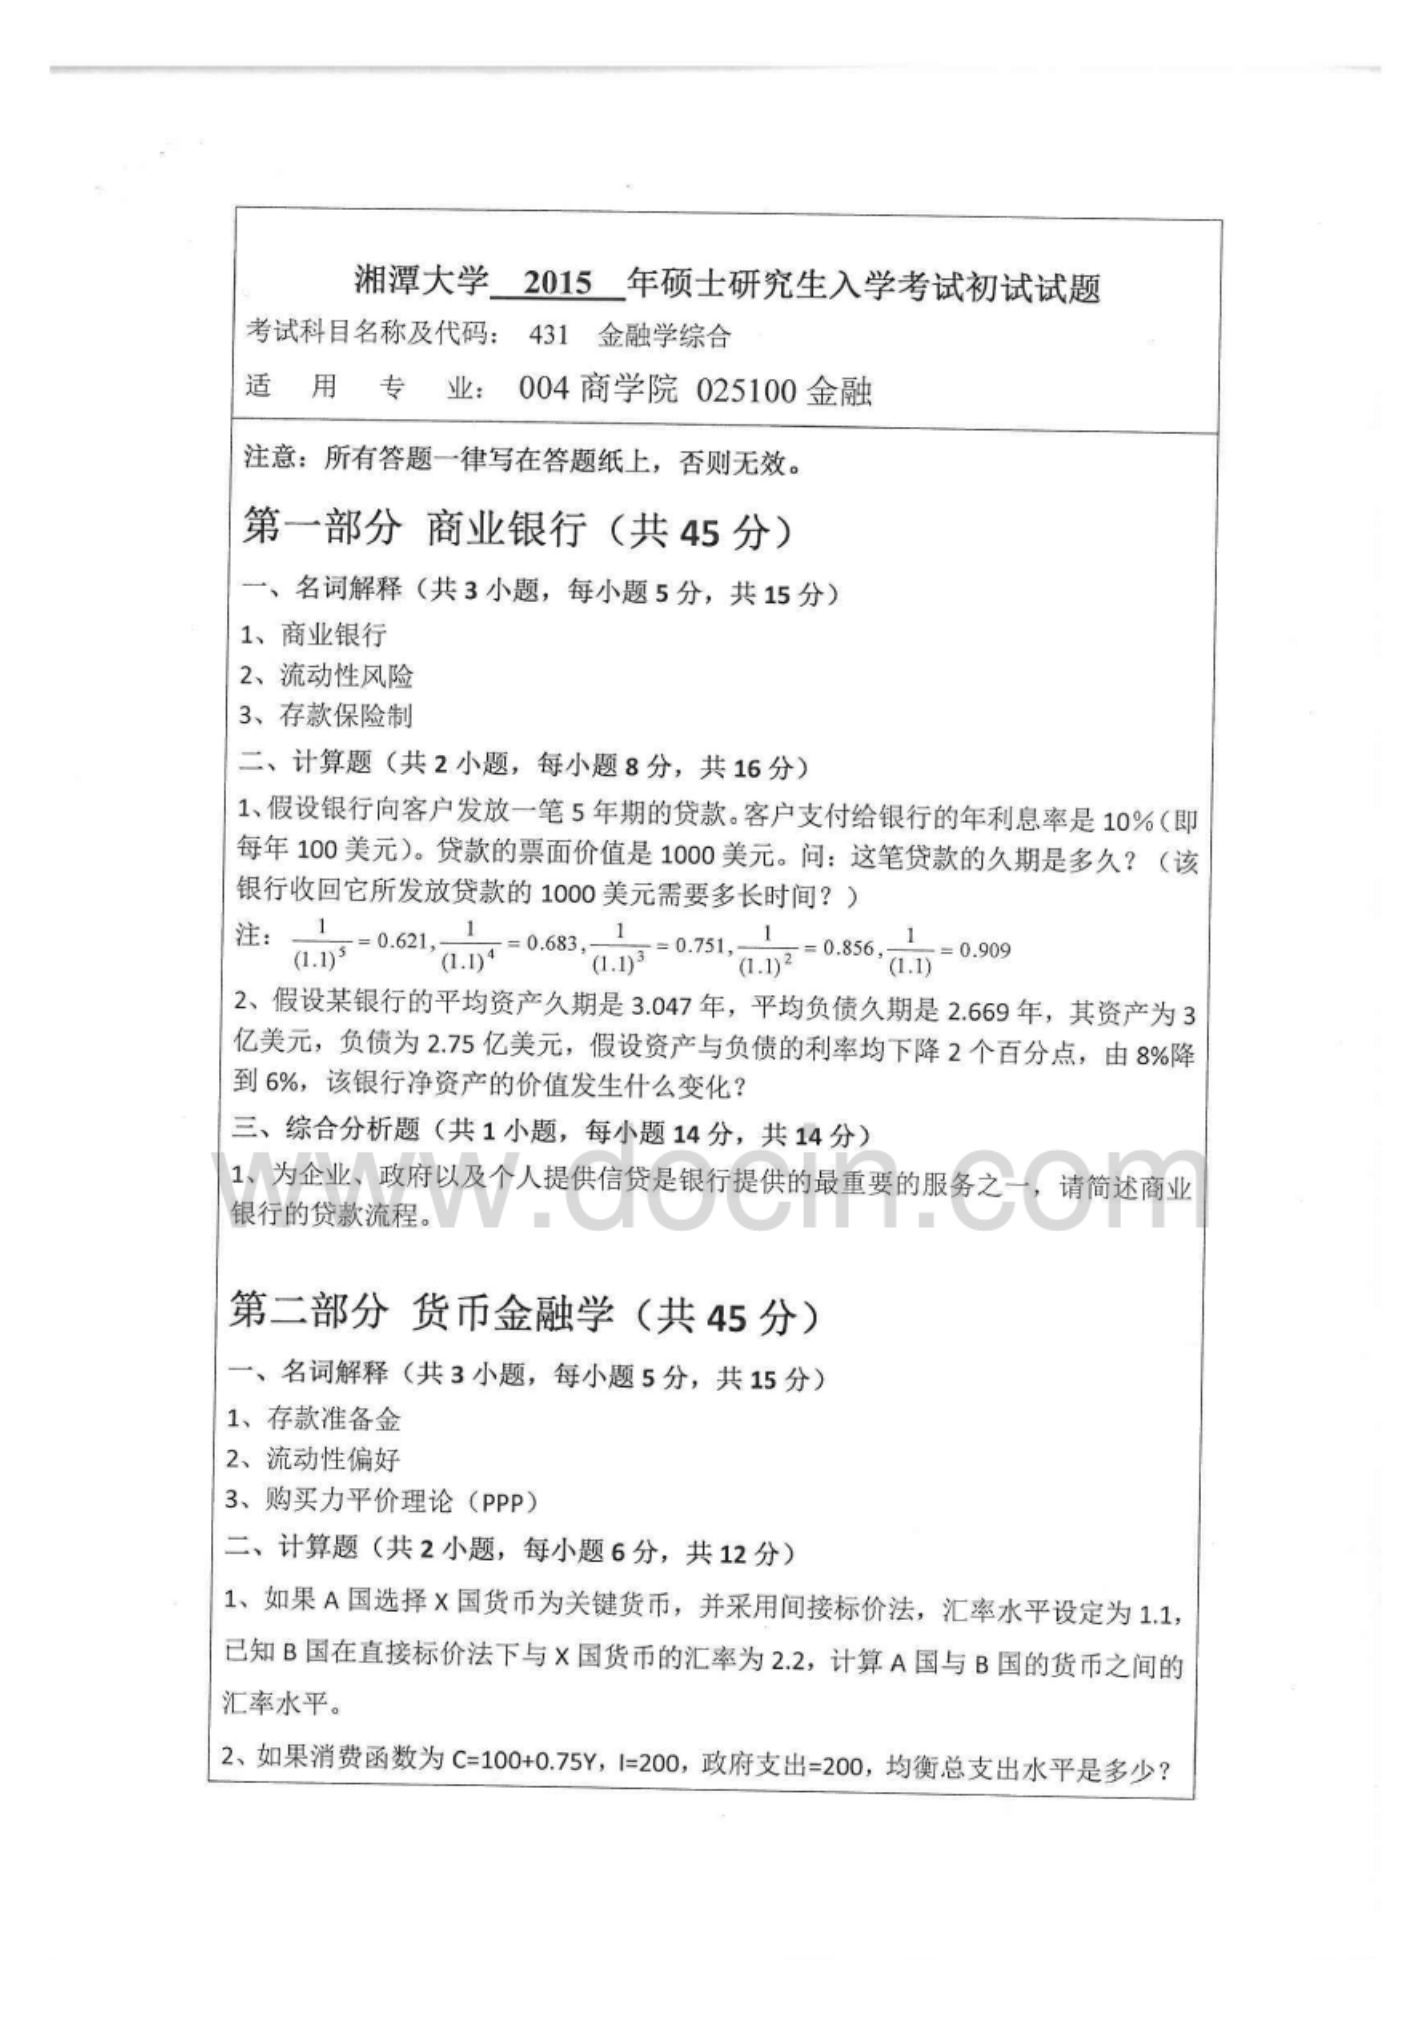 湘潭大学 2015 年硕士研究生入学考试初试试题
考试科目名称及代码： 431 金融学综合
适 用 专 业： 004 商学院 025100 金融
注意：所有答题一律写在答题纸上，否则无效。
第一部分 商业银行（共 45 分）
一、名词解释（共 3 小题，每小题 5 分，共 15 分）
1、商业银行
2、流动性风险
3、存款保险制
二、计算题（共 2 小题，每小题 8 分，共 16 分）
1、假设银行向客户发放一笔 5 年期的贷款。客户支付给银行的年利息率是 10%（即
每年 100 美元）。贷款的票面价值是 1000 美元。问：这笔贷款的久期是多久？（该
银行收回它所发放贷款的 1000 美元需要多长时间？）
注： 1/(1.1)^5 = 0.621, 1/(1.1)^4 = 0.683, 1/(1.1)^3 = 0.751, 1/(1.1)^2 = 0.856, 1/(1.1) = 0.909
2、假设某银行的平均资产久期是 3.047 年，平均负债久期是 2.669 年，其资产为 3
亿美元，负债为 2.75 亿美元，假设资产与负债的利率均下降 2 个百分点，由 8%降
到 6%，该银行净资产的价值发生什么变化？
三、综合分析题（共 1 小题，每小题 14 分，共 14 分）
1、为企业、政府以及个人提供信贷是银行提供的最重要的服务之一，请简述商业
银行的贷款流程。
www.docin.com
第二部分 货币金融学（共 45 分）
一、名词解释（共 3 小题，每小题 5 分，共 15 分）
1、存款准备金
2、流动性偏好
3、购买力平价理论（PPP）
二、计算题（共 2 小题，每小题 6 分，共 12 分）
1、如果 A 国选择 X 国货币为关键货币，并采用间接标价法，汇率水平设定为 1.1，
已知 B 国在直接标价法下与 X 国货币的汇率为 2.2，计算 A 国与 B 国的货币之间的
汇率水平。
2、如果消费函数为 C=100+0.75Y，I=200，政府支出=200，均衡总支出水平是多少？